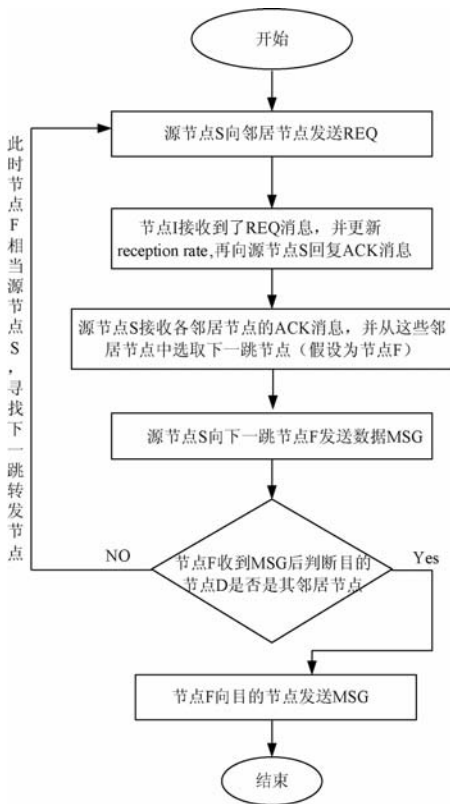 开始
源节点S向邻居节点发送REQ
节点I接收到了REQ消息，并更新
reception rate,再向源节点S回复ACK消息
源节点S接收各邻居节点的ACK消息，并从这些邻
居节点中选取下一跳节点（假设为节点F）
源节点S向下一跳节点F发送数据MSG
节点F收到MSG后判断目的
节点D是否是其邻居节点
NO
Yes
此时节点F相当源节点S，寻找下一跳转发节点
节点F向目的节点发送MSG
结束